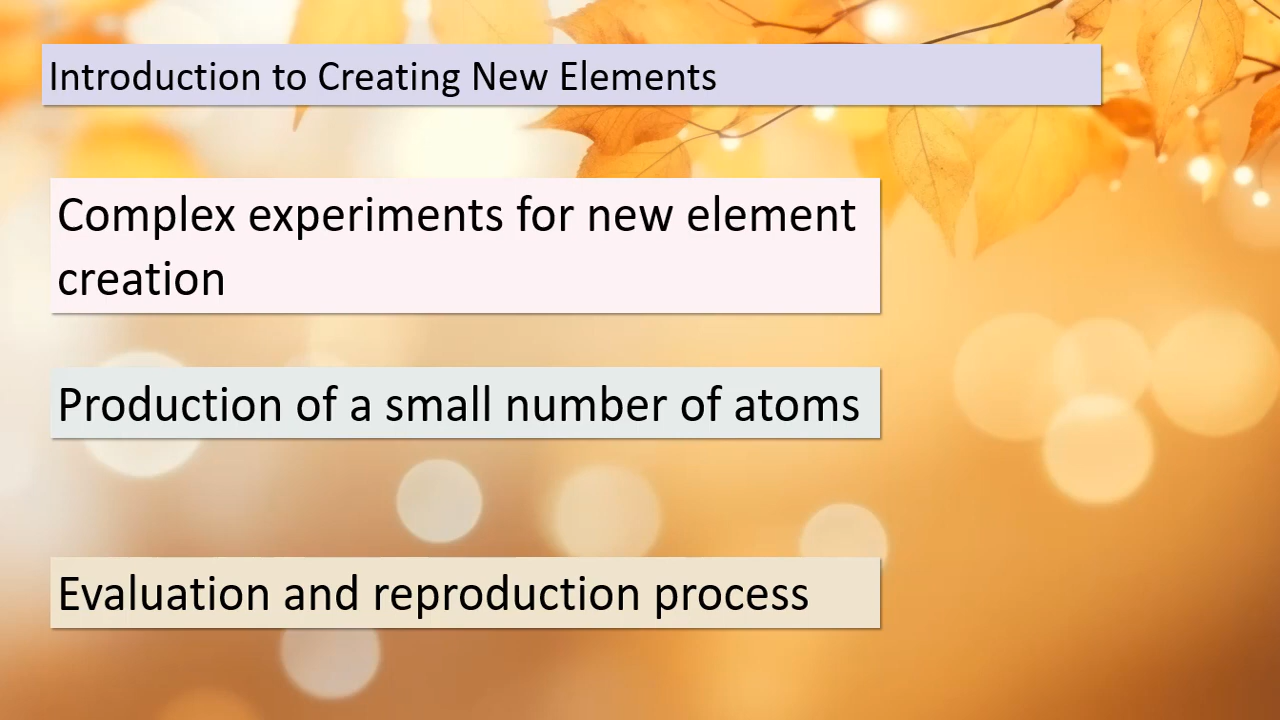 Introduction to Creating New Elements
Complex experiments for new element
creation
Production of a small number of atoms
Evaluation and reproduction process